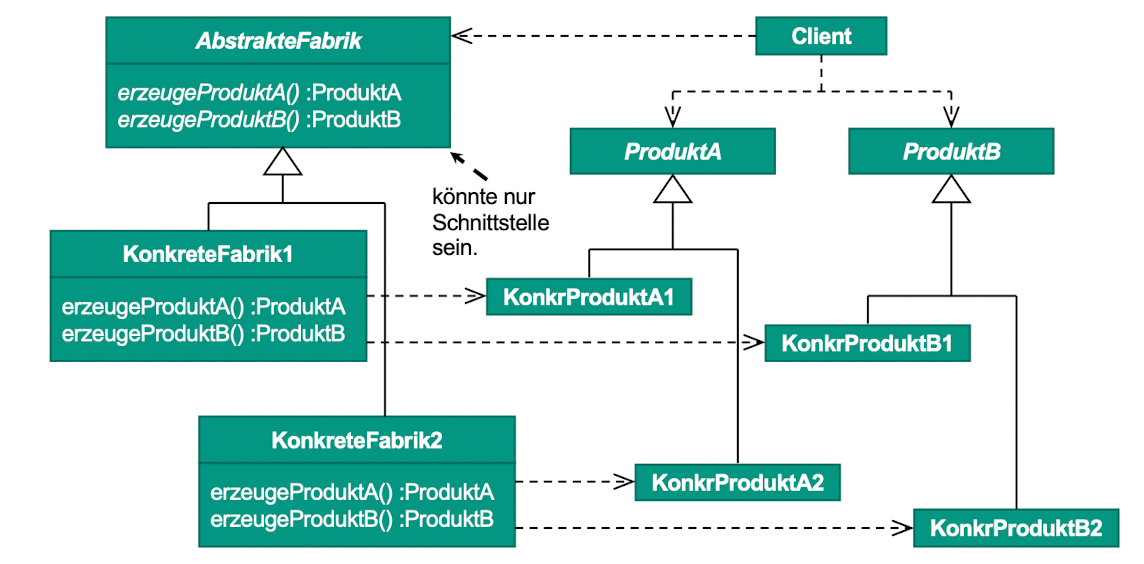 AbstrakteFabrik
erzeugeProduktA() :ProduktA
erzeugeProduktB() :ProduktB
Client
ProduktA
ProduktB
könnte nur
Schnittstelle
sein.
KonkreteFabrik1
erzeugeProduktA() :ProduktA
erzeugeProduktB() :ProduktB
KonkrProduktA1
KonkrProduktB1
KonkreteFabrik2
erzeugeProduktA() :ProduktA
erzeugeProduktB() :ProduktB
KonkrProduktA2
KonkrProduktB2